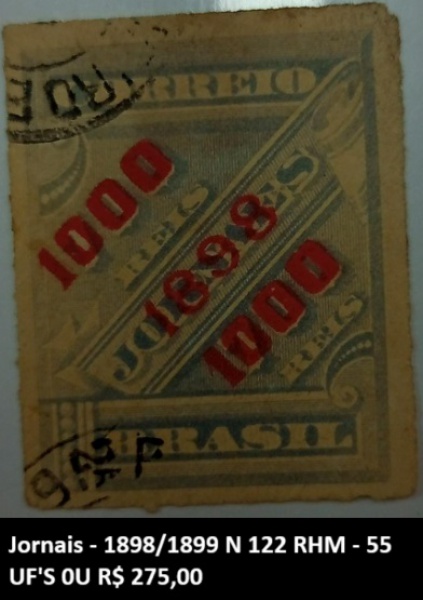 CORREIO
1000
REIS
JORNAES
1898
1000
REIS
BRASIL
Jornais - 1898/1899 N 122 RHM - 55
UF'S 0U R$ 275,00